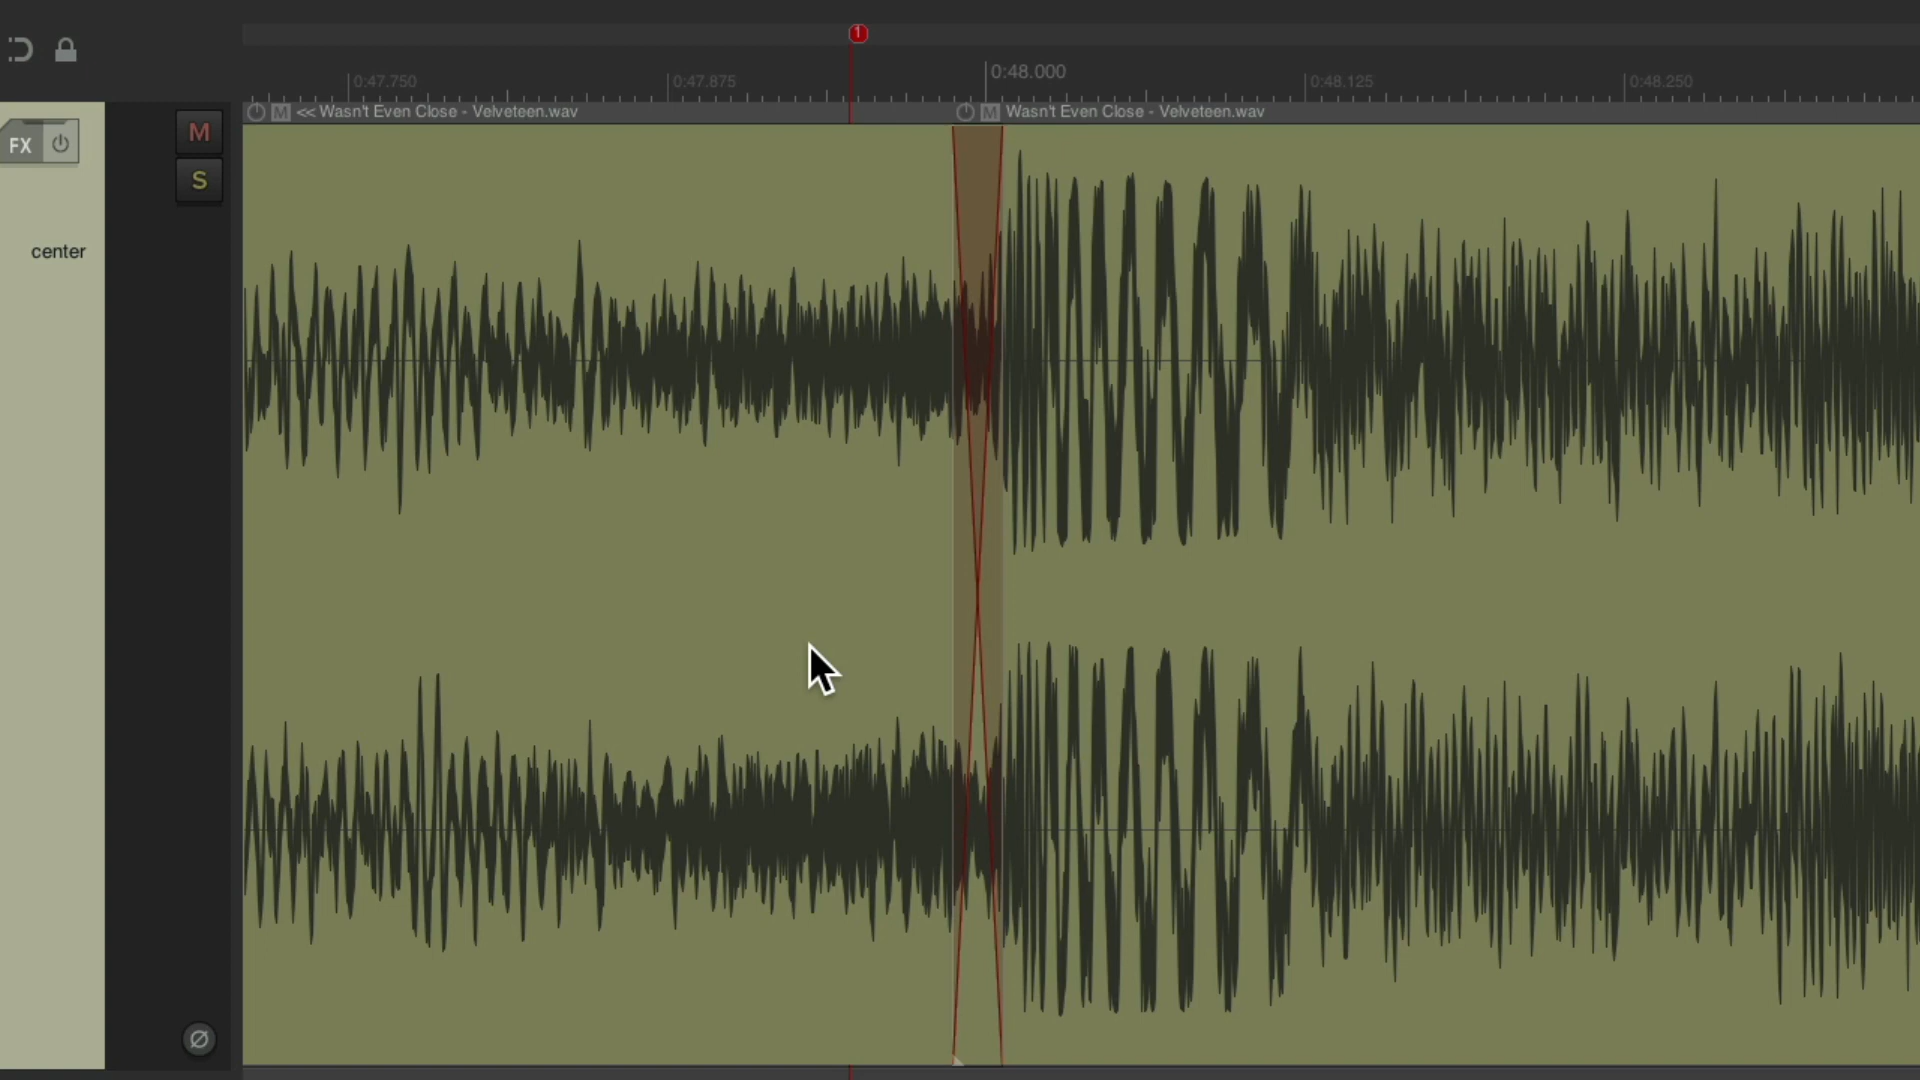 1
0:47.750
0:47.875
0:48.000
0:48.125
0:48.250
M << Wasn't Even Close - Velveteen.wav
M Wasn't Even Close - Velveteen.wav
FX
M
S
center